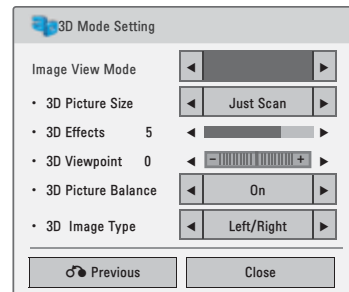 3D Mode Setting
Image View Mode ◄ ►
• 3D Picture Size ◄ Just Scan ►
• 3D Effects 5 ◄ ►
• 3D Viewpoint 0 ◄ - + ►
• 3D Picture Balance ◄ On ►
• 3D Image Type ◄ Left/Right ►
Previous Close